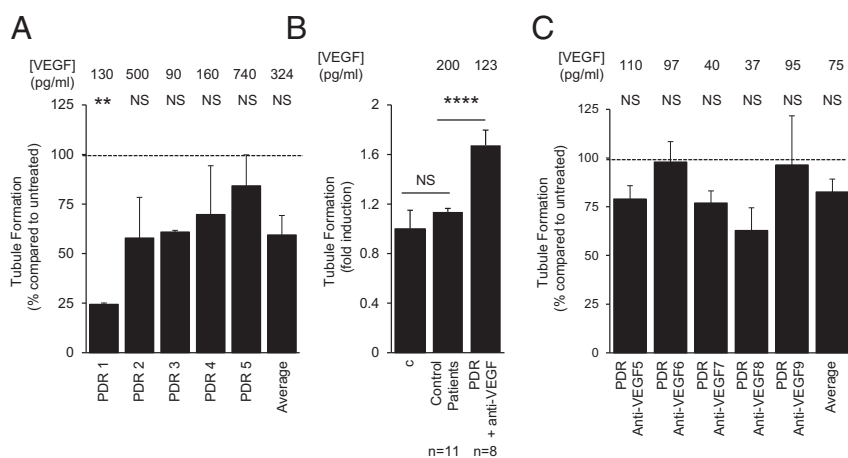 A
[VEGF]
(pg/ml)
130 500 90 160 740 324
** NS NS NS NS NS
125
100
75
50
25
0
Tubule Formation
(% compared to untreated)
PDR 1
PDR 2
PDR 3
PDR 4
PDR 5
Average
B
[VEGF]
(pg/ml)
200 123
****
NS
2
1.6
1.2
0.8
0.4
0
Tubule Formation
(fold induction)
c
Control
Patients
PDR
+ anti-VEGF
n=11 n=8
C
[VEGF]
(pg/ml)
110 97 40 37 95 75
NS NS NS NS NS NS
125
100
75
50
25
0
Tubule Formation
(% compared to untreated)
PDR
Anti-VEGF5
PDR
Anti-VEGF6
PDR
Anti-VEGF7
PDR
Anti-VEGF8
PDR
Anti-VEGF9
Average